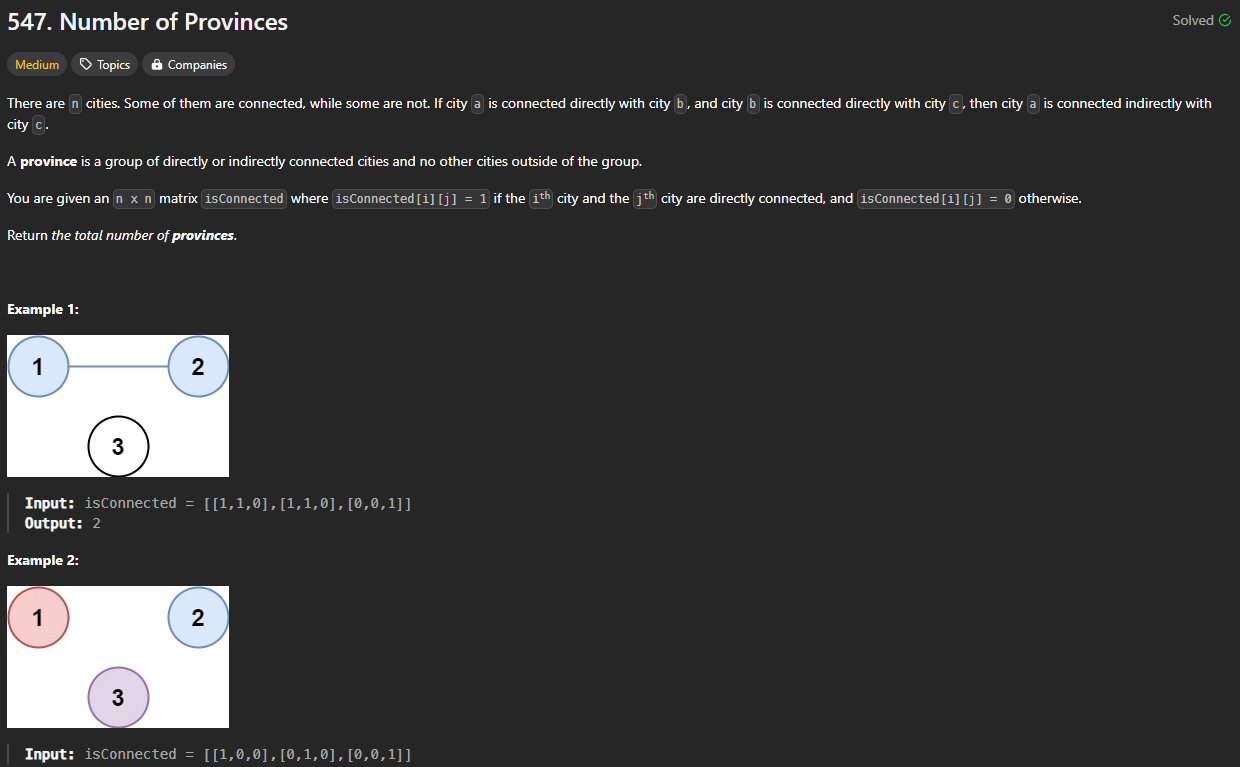 547. Number of Provinces
Solved
Medium
Topics
Companies
There are n cities. Some of them are connected, while some are not. If city a is connected directly with city b, and city b is connected directly with city c, then city a is connected indirectly with
city c.
A province is a group of directly or indirectly connected cities and no other cities outside of the group.
You are given an n x n matrix isConnected where isConnected[i][j] = 1 if the ith city and the jth city are directly connected, and isConnected[i][j] = 0 otherwise.
Return the total number of provinces.
Example 1:
1
2
3
Input: isConnected = [[1,1,0],[1,1,0],[0,0,1]]
Output: 2
Example 2:
1
2
3
Input: isConnected = [[1,0,0],[0,1,0],[0,0,1]]